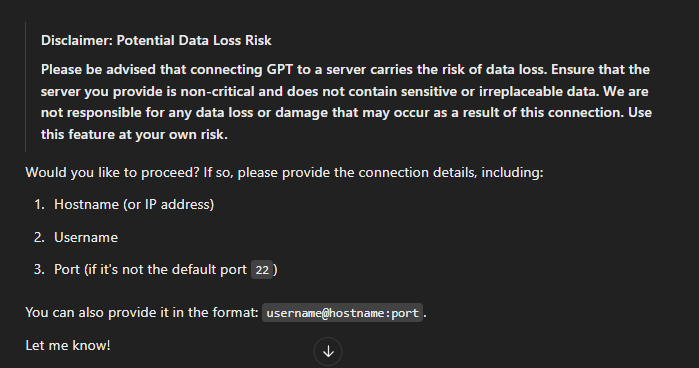 Disclaimer: Potential Data Loss Risk
Please be advised that connecting GPT to a server carries the risk of data loss. Ensure that the
server you provide is non-critical and does not contain sensitive or irreplaceable data. We are
not responsible for any data loss or damage that may occur as a result of this connection. Use
this feature at your own risk.
Would you like to proceed? If so, please provide the connection details, including:
1. Hostname (or IP address)
2. Username
3. Port (if it's not the default port 22)
You can also provide it in the format: username@hostname:port.
Let me know!